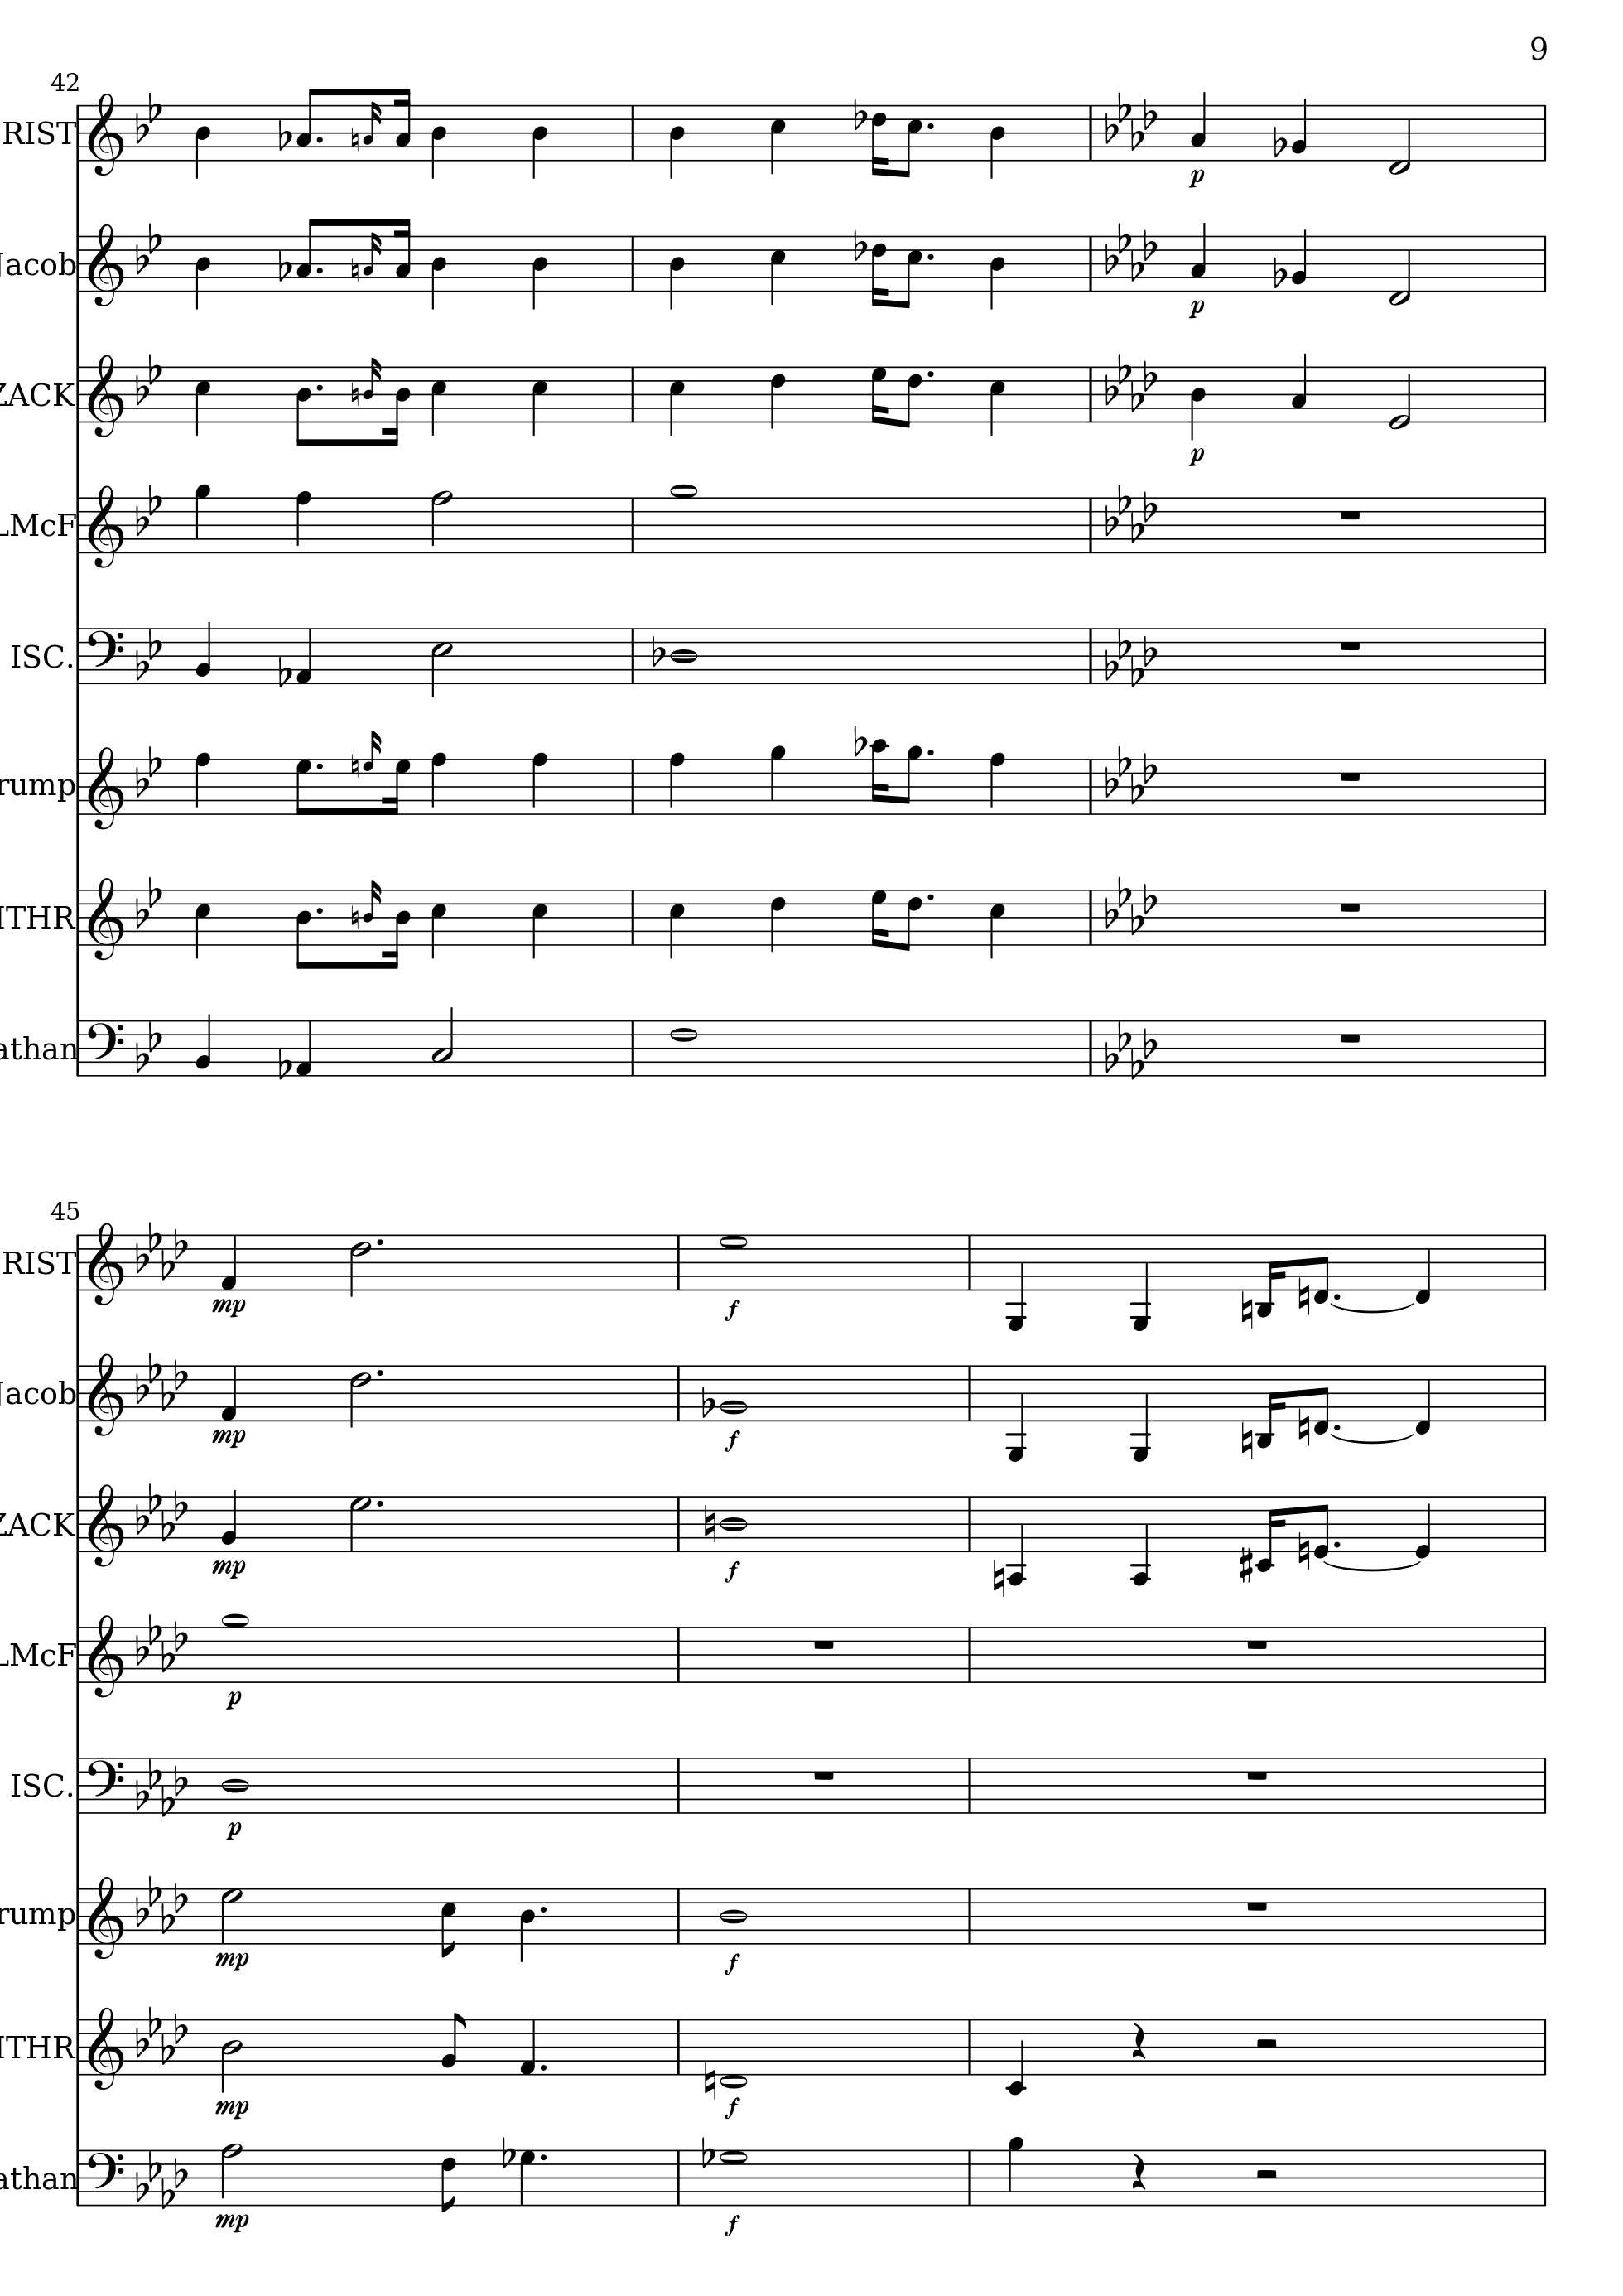 9
42
RIST
Jacob
p
p
ZACK
p
LMcF
ISC.
rump
ITHR
athan
45
RIST
mp
f
Jacob
mp
f
ZACK
mp
f
LMcF
p
ISC.
p
rump
mp
f
ITHR
mp
f
athan
mp
f